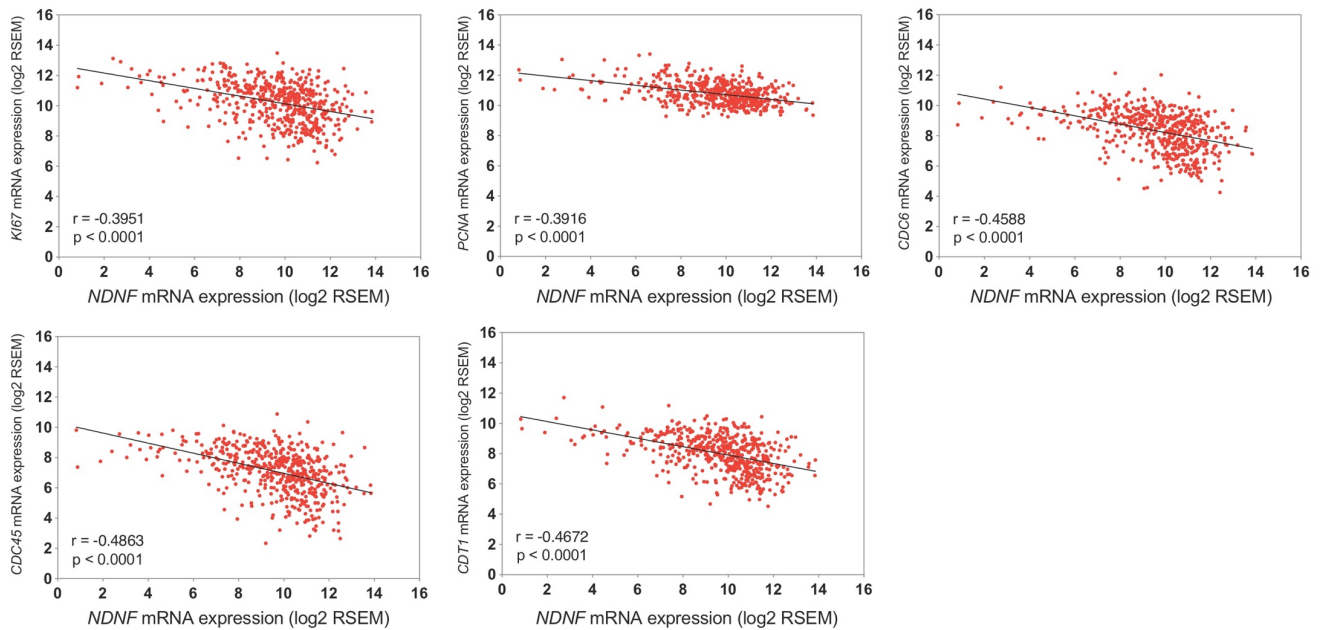 KI67 mRNA expression (log2 RSEM)
16
14
12
10
8
6
4
2
0
r = -0.3951
p < 0.0001
0 2 4 6 8 10 12 14 16
NDNF mRNA expression (log2 RSEM)
PCNA mRNA expression (log2 RSEM)
16
14
12
10
8
6
4
2
0
r = -0.3916
p < 0.0001
0 2 4 6 8 10 12 14 16
NDNF mRNA expression (log2 RSEM)
CDC6 mRNA expression (log2 RSEM)
16
14
12
10
8
6
4
2
0
r = -0.4588
p < 0.0001
0 2 4 6 8 10 12 14 16
NDNF mRNA expression (log2 RSEM)
CDC45 mRNA expression (log2 RSEM)
16
14
12
10
8
6
4
2
0
r = -0.4863
p < 0.0001
0 2 4 6 8 10 12 14 16
NDNF mRNA expression (log2 RSEM)
CDT1 mRNA expression (log2 RSEM)
16
14
12
10
8
6
4
2
0
r = -0.4672
p < 0.0001
0 2 4 6 8 10 12 14 16
NDNF mRNA expression (log2 RSEM)